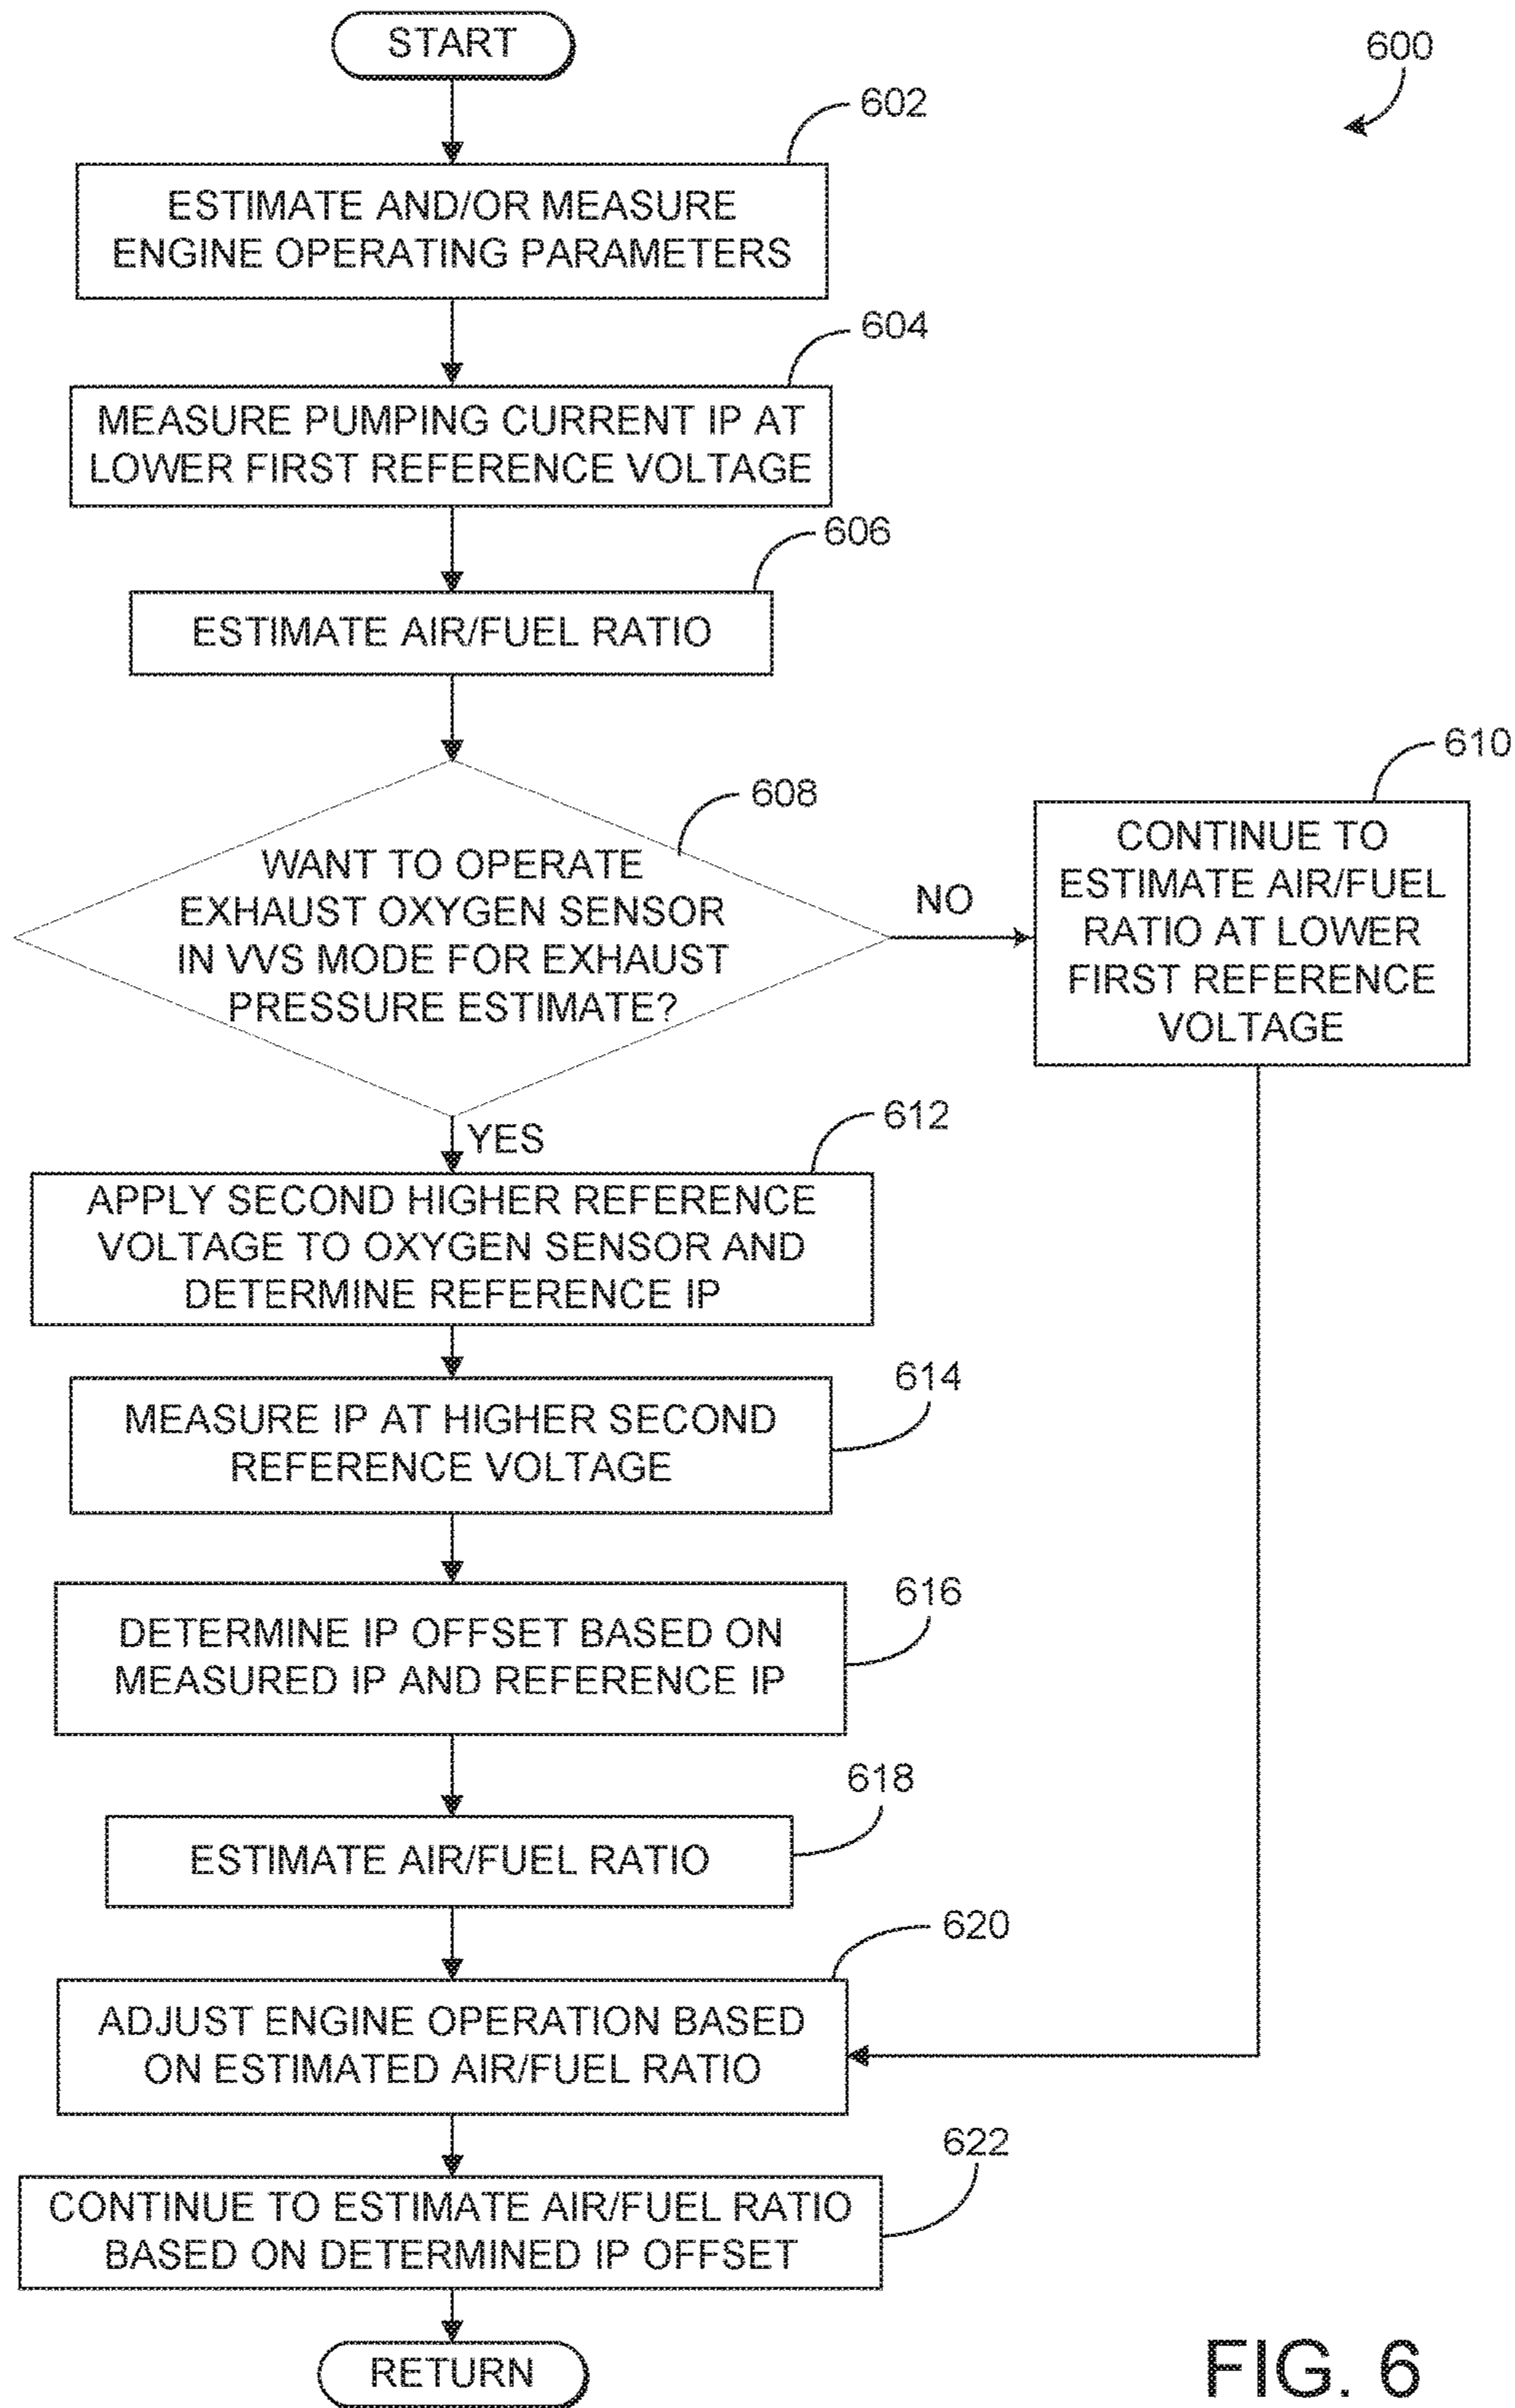 START
600
602
ESTIMATE AND/OR MEASURE
ENGINE OPERATING PARAMETERS
604
MEASURE PUMPING CURRENT IP AT
LOWER FIRST REFERENCE VOLTAGE
606
ESTIMATE AIR/FUEL RATIO
608
WANT TO OPERATE
EXHAUST OXYGEN SENSOR
IN VVS MODE FOR EXHAUST
PRESSURE ESTIMATE?
NO
610
CONTINUE TO
ESTIMATE AIR/FUEL
RATIO AT LOWER
FIRST REFERENCE
VOLTAGE
YES
612
APPLY SECOND HIGHER REFERENCE
VOLTAGE TO OXYGEN SENSOR AND
DETERMINE REFERENCE IP
614
MEASURE IP AT HIGHER SECOND
REFERENCE VOLTAGE
616
DETERMINE IP OFFSET BASED ON
MEASURED IP AND REFERENCE IP
618
ESTIMATE AIR/FUEL RATIO
620
ADJUST ENGINE OPERATION BASED
ON ESTIMATED AIR/FUEL RATIO
622
CONTINUE TO ESTIMATE AIR/FUEL RATIO
BASED ON DETERMINED IP OFFSET
RETURN
FIG. 6